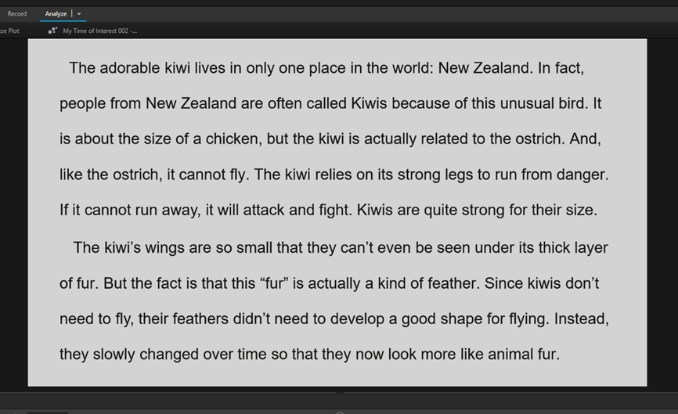 Record
Analyze
ze Plot
My Time of Interest 002 -...
The adorable kiwi lives in only one place in the world: New Zealand. In fact,
people from New Zealand are often called Kiwis because of this unusual bird. It
is about the size of a chicken, but the kiwi is actually related to the ostrich. And,
like the ostrich, it cannot fly. The kiwi relies on its strong legs to run from danger.
If it cannot run away, it will attack and fight. Kiwis are quite strong for their size.
The kiwi’s wings are so small that they can’t even be seen under its thick layer
of fur. But the fact is that this “fur” is actually a kind of feather. Since kiwis don’t
need to fly, their feathers didn’t need to develop a good shape for flying. Instead,
they slowly changed over time so that they now look more like animal fur.